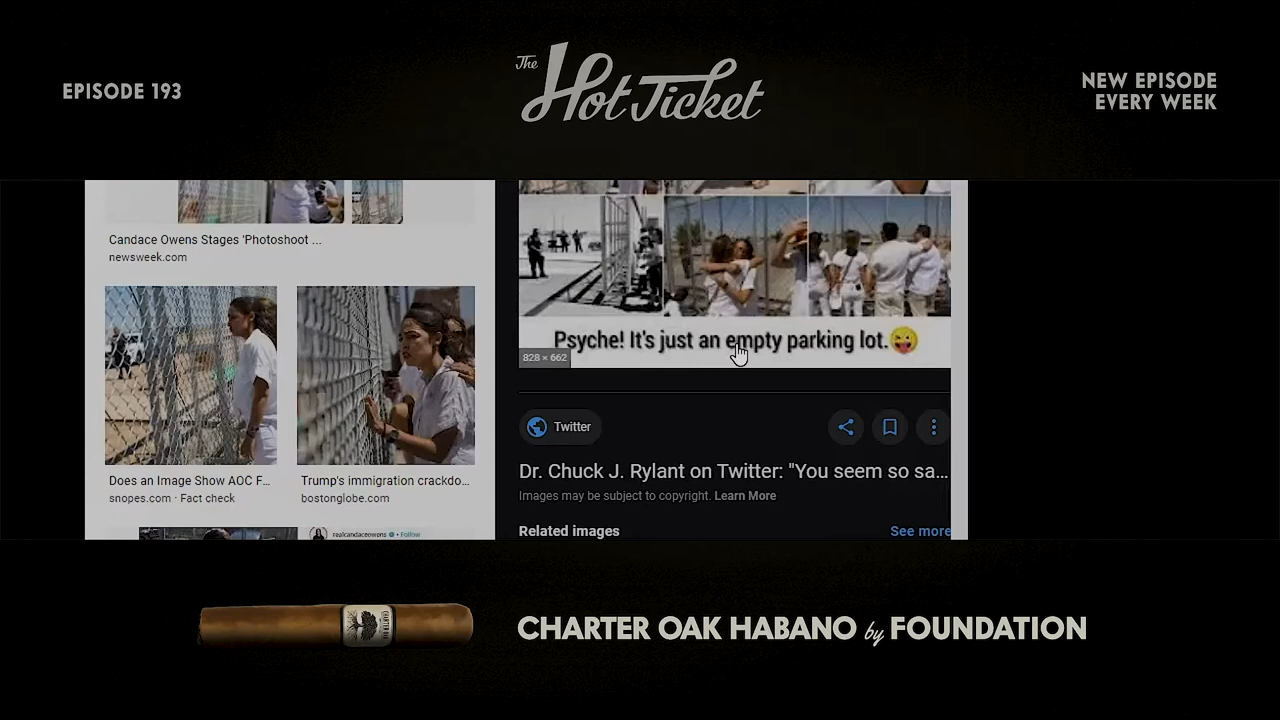 EPISODE 193
The Hot Ticket
NEW EPISODE
EVERY WEEK
Candace Owens Stages 'Photoshoot ...
newsweek.com
Does an Image Show AOC F...
snopes.com · Fact check
Trump's immigration crackdo...
bostonglobe.com
realcandaceowens • Follow
Psyche! It's just an empty parking lot.😜
828 × 662
Twitter
Dr. Chuck J. Rylant on Twitter: "You seem so sa...
Images may be subject to copyright. Learn More
Related images
See more
CHARTER OAK
CHARTER OAK HABANO by FOUNDATION